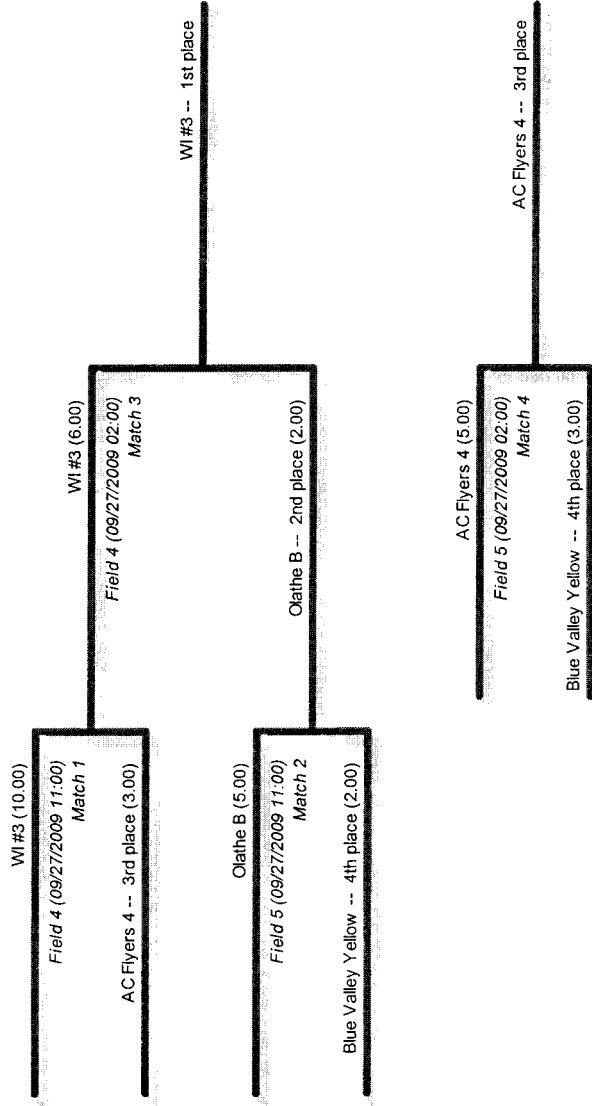 WI #3 (10.00)
Field 4 (09/27/2009 11:00)
Match 1
AC Flyers 4 -- 3rd place (3.00)
Olathe B (5.00)
Field 5 (09/27/2009 11:00)
Match 2
Blue Valley Yellow -- 4th place (2.00)
WI #3 (6.00)
Field 4 (09/27/2009 02:00)
Match 3
Olathe B -- 2nd place (2.00)
WI #3 -- 1st place
AC Flyers 4 (5.00)
Field 5 (09/27/2009 02:00)
Match 4
Blue Valley Yellow -- 4th place (3.00)
AC Flyers 4 -- 3rd place